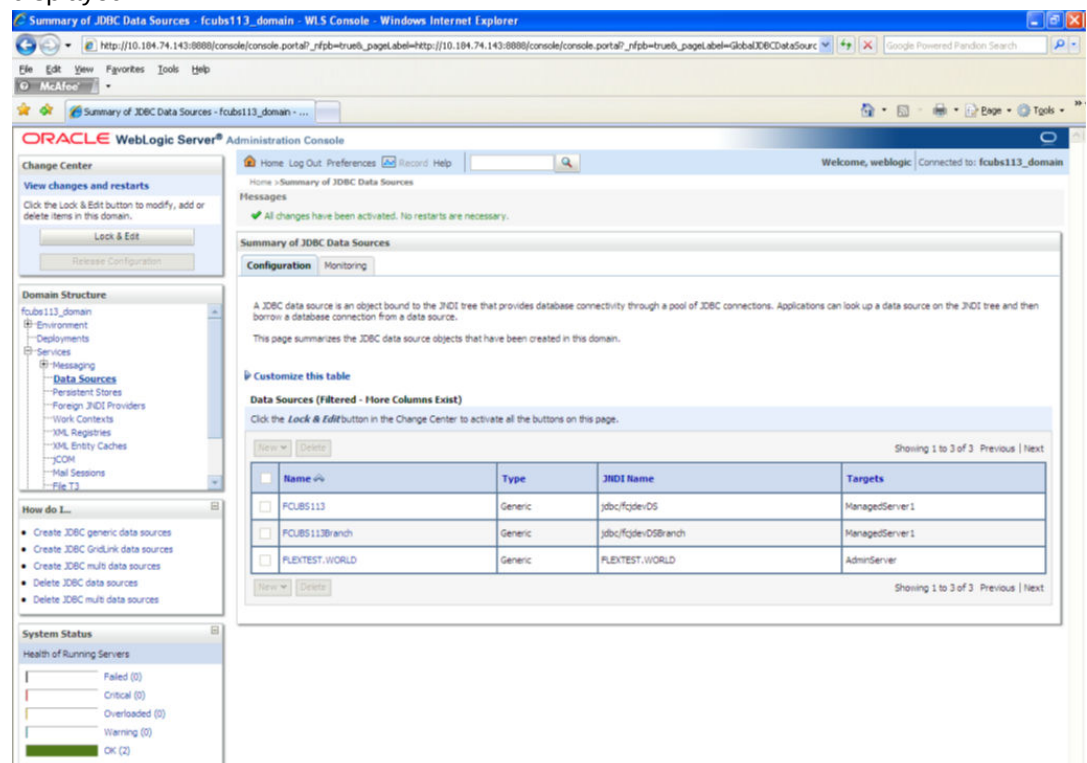 Summary of JDBC Data Sources - fcubs113_domain - WLS Console - Windows Internet Explorer
http://10.184.74.143:8888/console/console.portal?_nfpb=true&_pageLabel=http://10.184.74.143:8888/console/console.portal?_nfpb=true&_pageLabel=GlobalJDBCDataSourc
Google Powered Pandion Search
File Edit View Favorites Tools Help
McAfee
Summary of JDBC Data Sources - fcubs113_domain - ...
Page Tools
ORACLE WebLogic Server® Administration Console
Change Center
View changes and restarts
Click the Lock & Edit button to modify, add or
delete items in this domain.
Lock & Edit
Release Configuration
Domain Structure
fcubs113_domain
Environment
Deployments
Services
Messaging
Data Sources
Persistent Stores
Foreign JNDI Providers
Work Contexts
XML Registries
XML Entity Caches
jCOM
Mail Sessions
File T3
How do I...
Create JDBC generic data sources
Create JDBC GridLink data sources
Create JDBC multi data sources
Delete JDBC data sources
Delete JDBC multi data sources
System Status
Health of Running Servers
Failed (0)
Critical (0)
Overloaded (0)
Warning (0)
OK (2)
Home Log Out Preferences Record Help
Welcome, weblogic Connected to: fcubs113_domain
Home >Summary of JDBC Data Sources
Messages
All changes have been activated. No restarts are necessary.
Summary of JDBC Data Sources
Configuration Monitoring
A JDBC data source is an object bound to the JNDI tree that provides database connectivity through a pool of JDBC connections. Applications can look up a data source on the JNDI tree and then
borrow a database connection from a data source.
This page summarizes the JDBC data source objects that have been created in this domain.
Customize this table
Data Sources (Filtered - More Columns Exist)
Click the Lock & Edit button in the Change Center to activate all the buttons on this page.
New Delete Showing 1 to 3 of 3 Previous | Next
Name Type JNDI Name Targets
FCUBS113 Generic jdbc/fcjdevDS ManagedServer1
FCUBS113Branch Generic jdbc/fcjdevDSBranch ManagedServer1
FLEXTEST.WORLD Generic FLEXTEST.WORLD AdminServer
New Delete Showing 1 to 3 of 3 Previous | Next